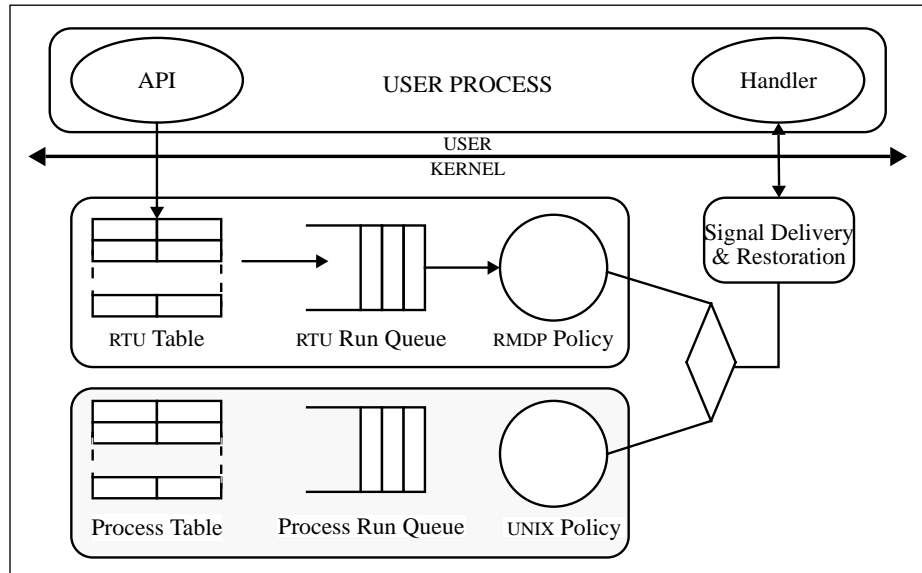 API
USER PROCESS
Handler
USER
KERNEL
Signal Delivery
& Restoration
RTU Table
RTU Run Queue
RMDP Policy
Process Table
Process Run Queue
UNIX Policy